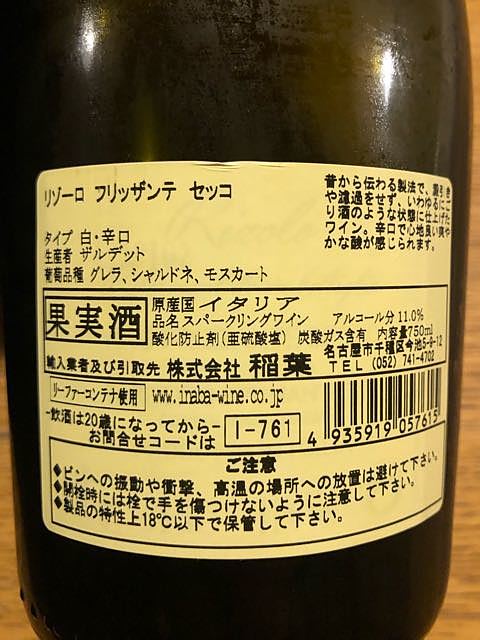 リゾーロ フリッザンテ セッコ
昔から伝わる製法で、澱引き
や濾過をせず、いわゆるにご
り酒のような状態に仕上げた
ワイン。辛口で心地良い爽や
かな酸が感じられます。
タイプ 白・辛口
生産者 ザルデット
葡萄品種 グレラ、シャルドネ、モスカート
果実酒
原産国 イタリア
品名 スパークリングワイン アルコール分 11.0%
酸化防止剤(亜硫酸塩) 炭酸ガス含有 内容量750ml
輸入業者及び引取先 株式会社 稲葉
名古屋市千種区今池5-9-12
TEL (052) 741-4702
リーファーコンテナ使用
www.inaba-wine.co.jp
-飲酒は20歳になってから-
お問合せコードは I-761
4 935919 057615
ご注意
◆ビンへの振動や衝撃、高温の場所への放置は避けて下さい。
◆開栓時には栓で手を傷つけないように注意して下さい。
◆製品の特性上18℃以下で保管して下さい。